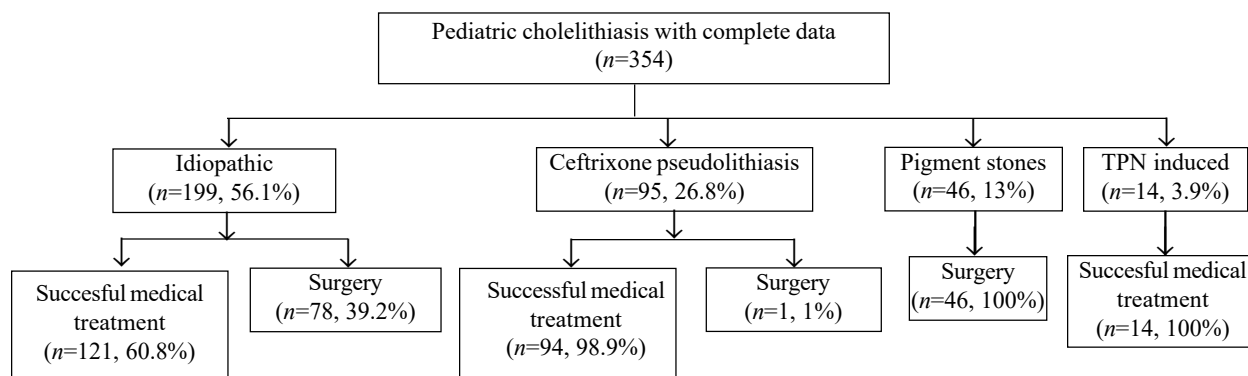 Pediatric cholelithiasis with complete data
(n=354)
Idiopathic
(n=199, 56.1%)
Ceftrixone pseudolithiasis
(n=95, 26.8%)
Pigment stones
(n=46, 13%)
TPN induced
(n=14, 3.9%)
Succesful medical
treatment
(n=121, 60.8%)
Surgery
(n=78, 39.2%)
Successful medical
treatment
(n=94, 98.9%)
Surgery
(n=1, 1%)
Surgery
(n=46, 100%)
Succesful medical
treatment
(n=14, 100%)